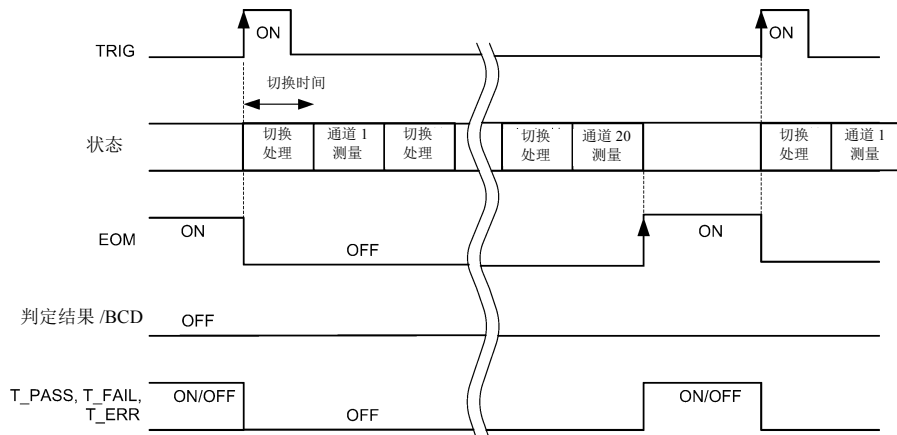 TRIG
ON
ON
切换时间
状态
切换
处理
通道 1
测量
切换
处理
切换
处理
通道 20
测量
切换
处理
通道 1
测量
EOM
ON
OFF
ON
判定结果 /BCD
OFF
T_PASS, T_FAIL,
T_ERR
ON/OFF
OFF
ON/OFF